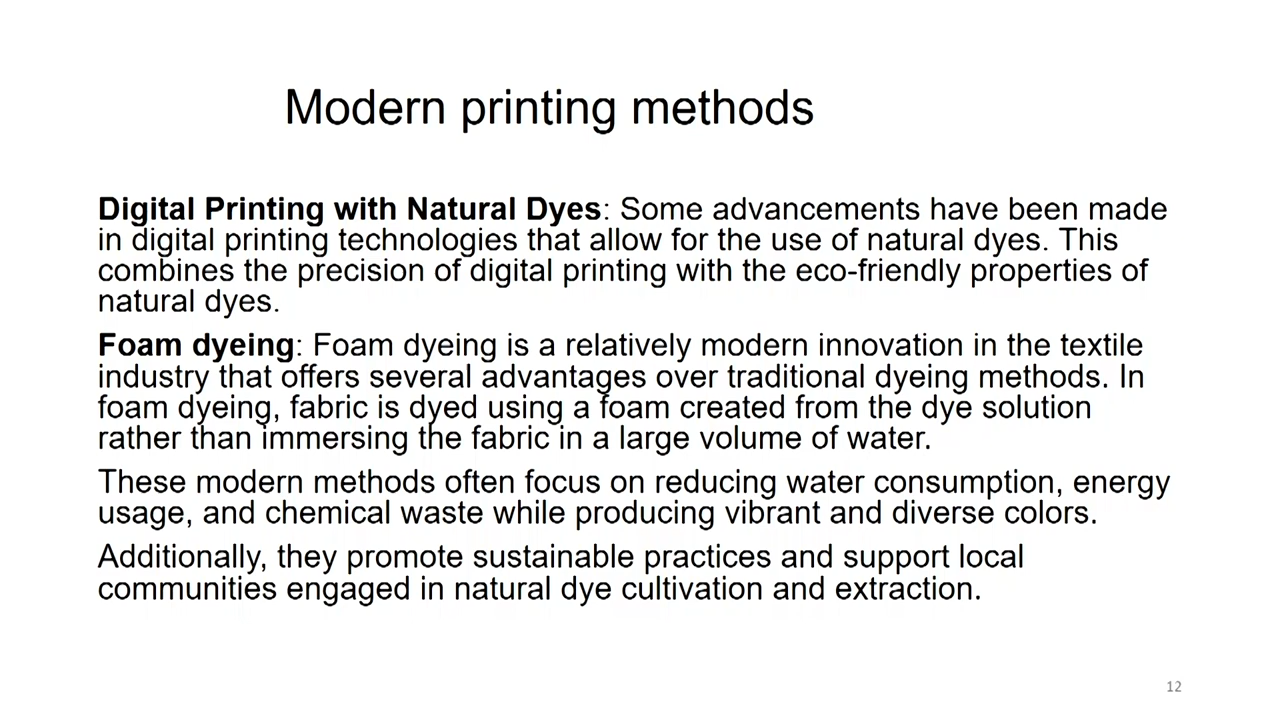 Modern printing methods
Digital Printing with Natural Dyes: Some advancements have been made
in digital printing technologies that allow for the use of natural dyes. This
combines the precision of digital printing with the eco-friendly properties of
natural dyes.
Foam dyeing: Foam dyeing is a relatively modern innovation in the textile
industry that offers several advantages over traditional dyeing methods. In
foam dyeing, fabric is dyed using a foam created from the dye solution
rather than immersing the fabric in a large volume of water.
These modern methods often focus on reducing water consumption, energy
usage, and chemical waste while producing vibrant and diverse colors.
Additionally, they promote sustainable practices and support local
communities engaged in natural dye cultivation and extraction.
12